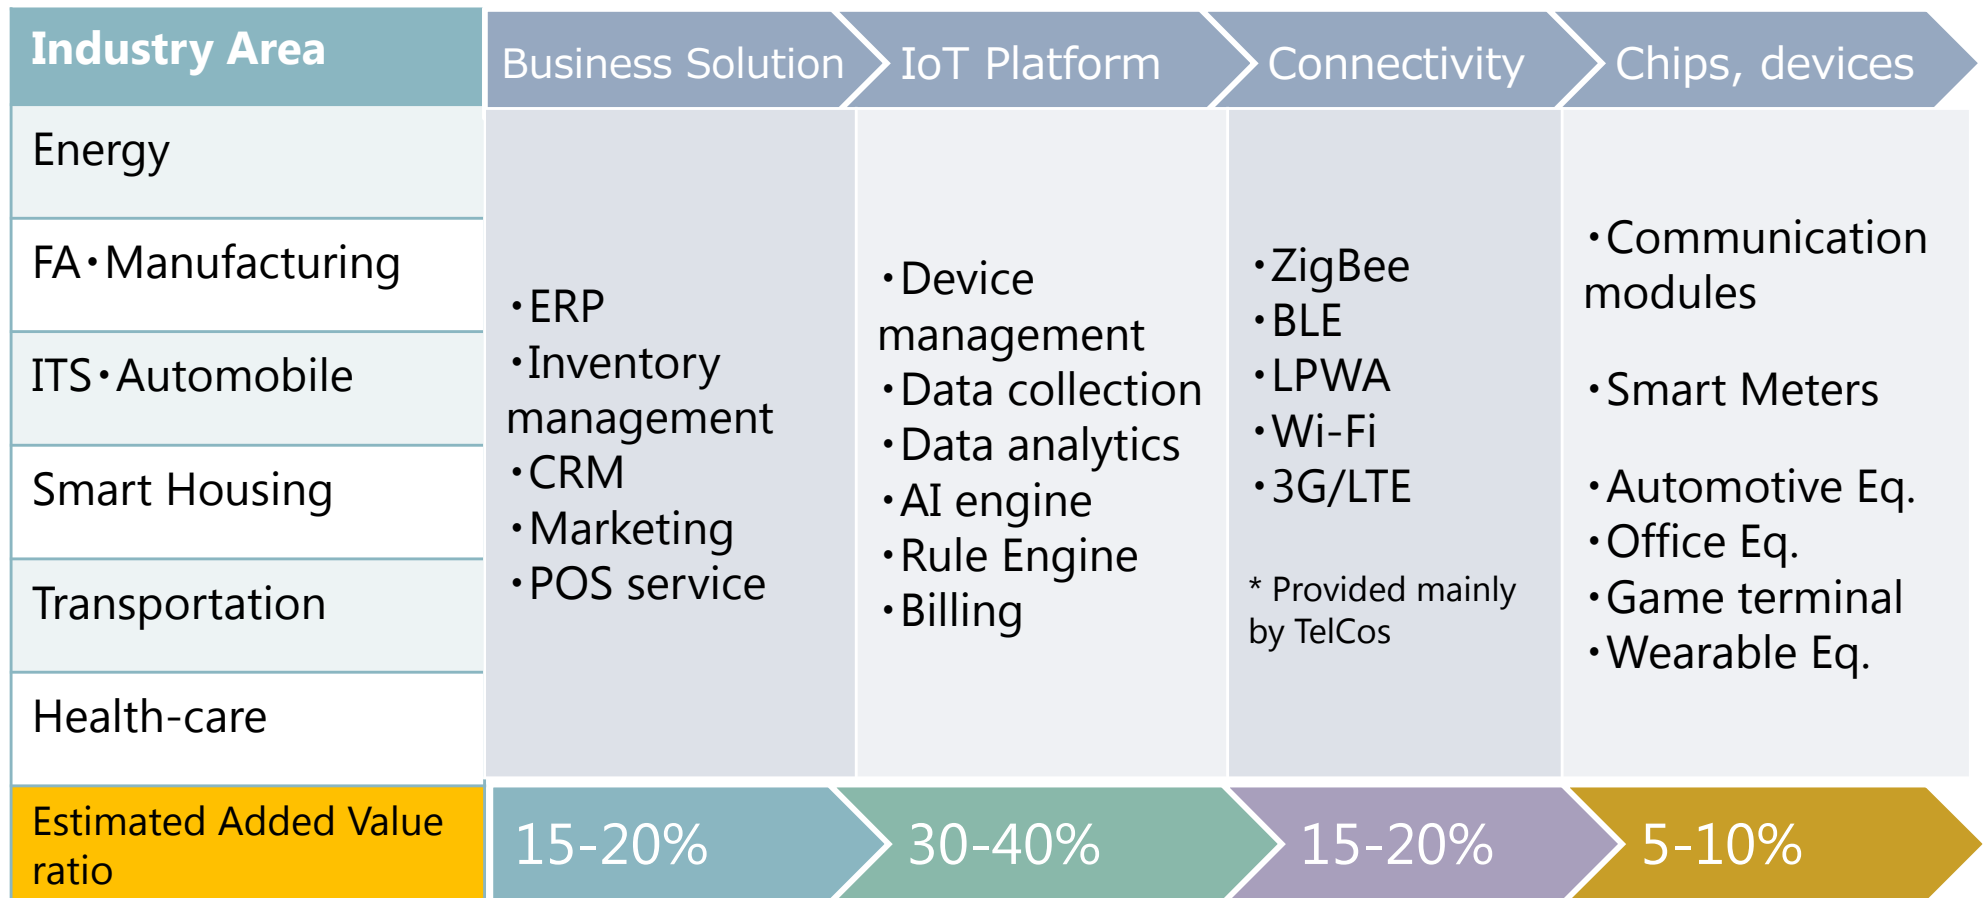 Industry Area
Business Solution
IoT Platform
Connectivity
Chips, devices
Energy
FA・Manufacturing
ITS・Automobile
Smart Housing
Transportation
Health-care
・ERP
・Inventory
management
・CRM
・Marketing
・POS service
・Device
management
・Data collection
・Data analytics
・AI engine
・Rule Engine
・Billing
・ZigBee
・BLE
・LPWA
・Wi-Fi
・3G/LTE
* Provided mainly
by TelCos
・Communication
modules
・Smart Meters
・Automotive Eq.
・Office Eq.
・Game terminal
・Wearable Eq.
Estimated Added Value
ratio
15-20%
30-40%
15-20%
5-10%